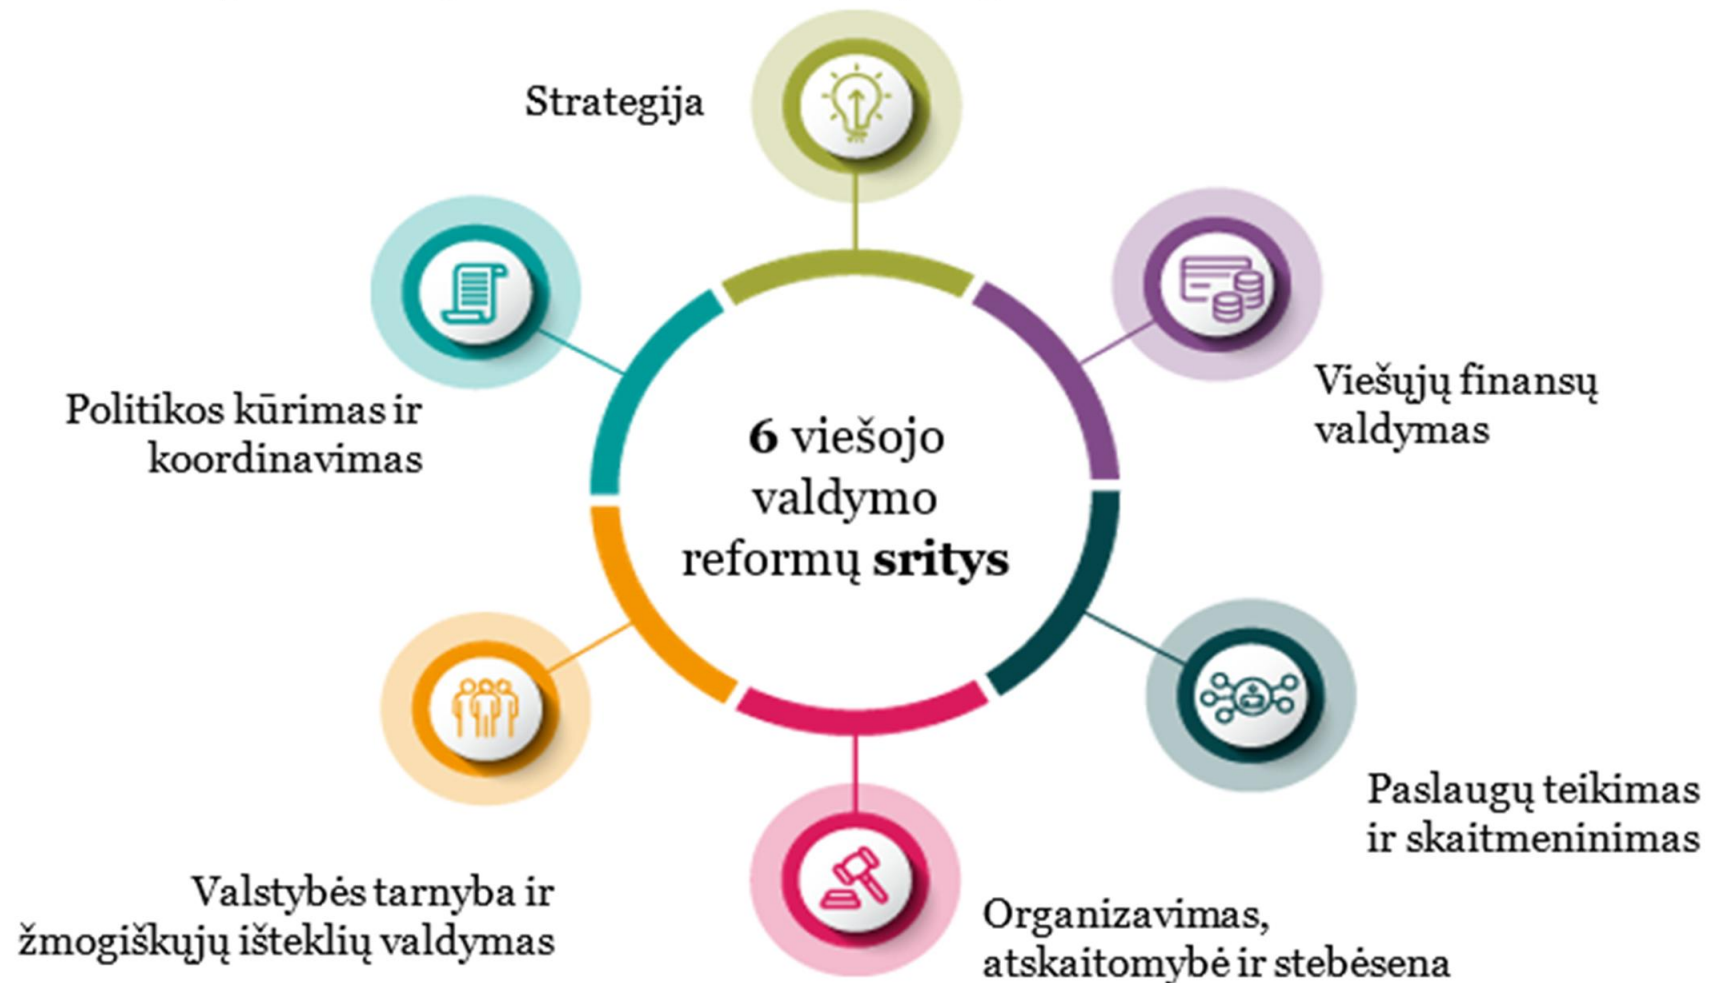 Strategija
Viešųjų finansų
valdymas
Politikos kūrimas ir
koordinavimas
6 viešojo
valdymo
reformų sritys
Paslaugų teikimas
ir skaitmeninimas
Valstybės tarnyba ir
žmogiškųjų išteklių valdymas
Organizavimas,
atskaitomybė ir stebėsena